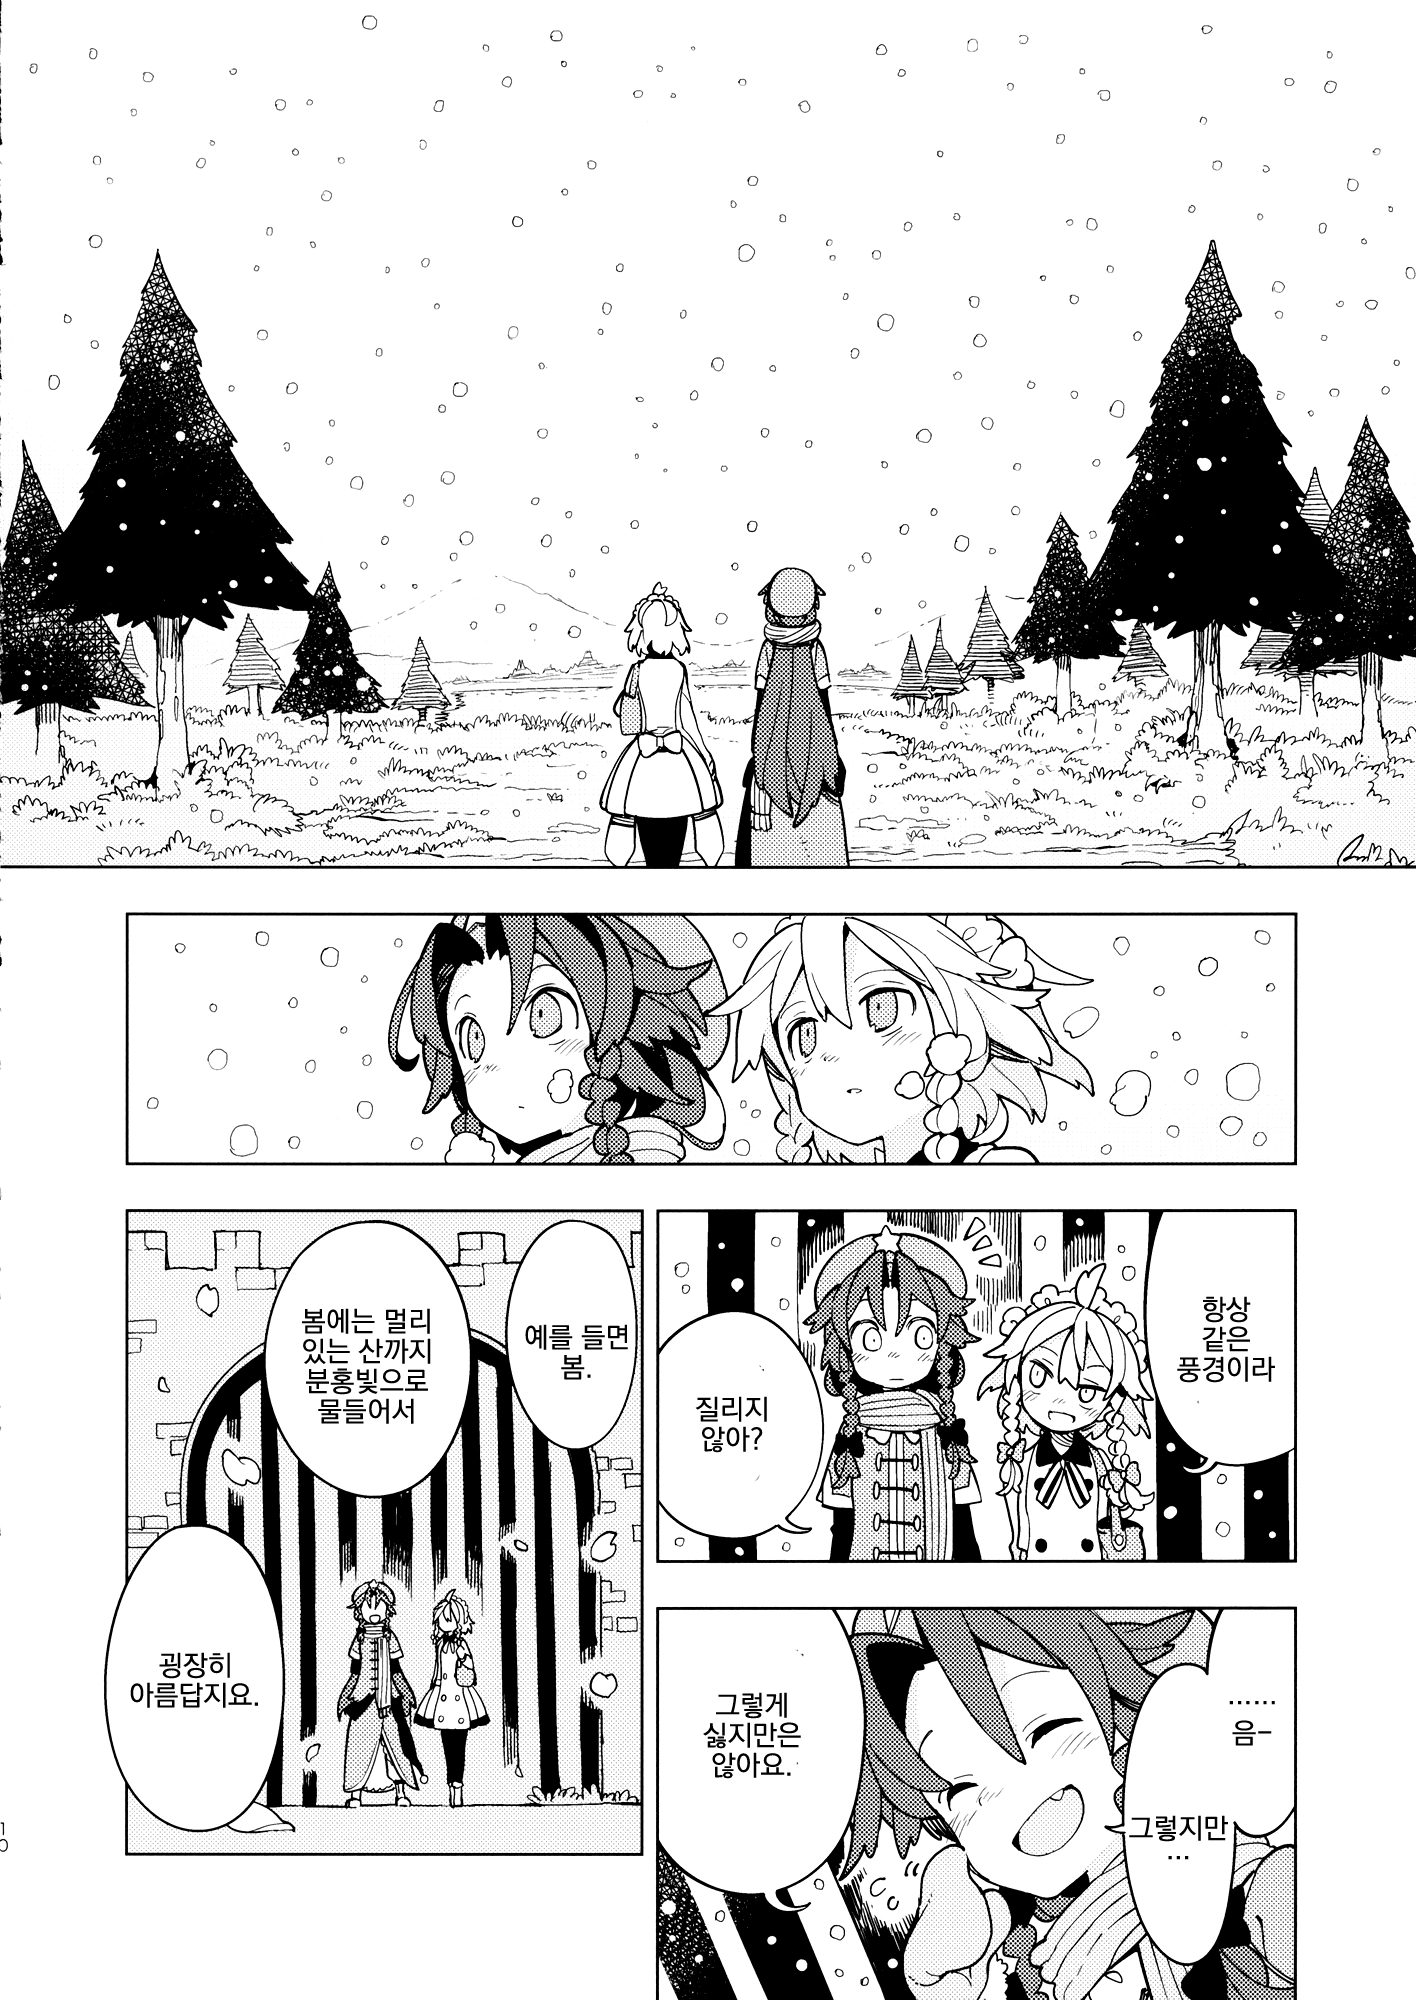 항상
같은
풍경이라
질리지
않아?
……
음-
그렇지만
…
그렇게
싫지만은
않아요.
예를 들면
봄.
봄에는 멀리
있는 산까지
분홍빛으로
물들어서
굉장히
아름답지요.
10